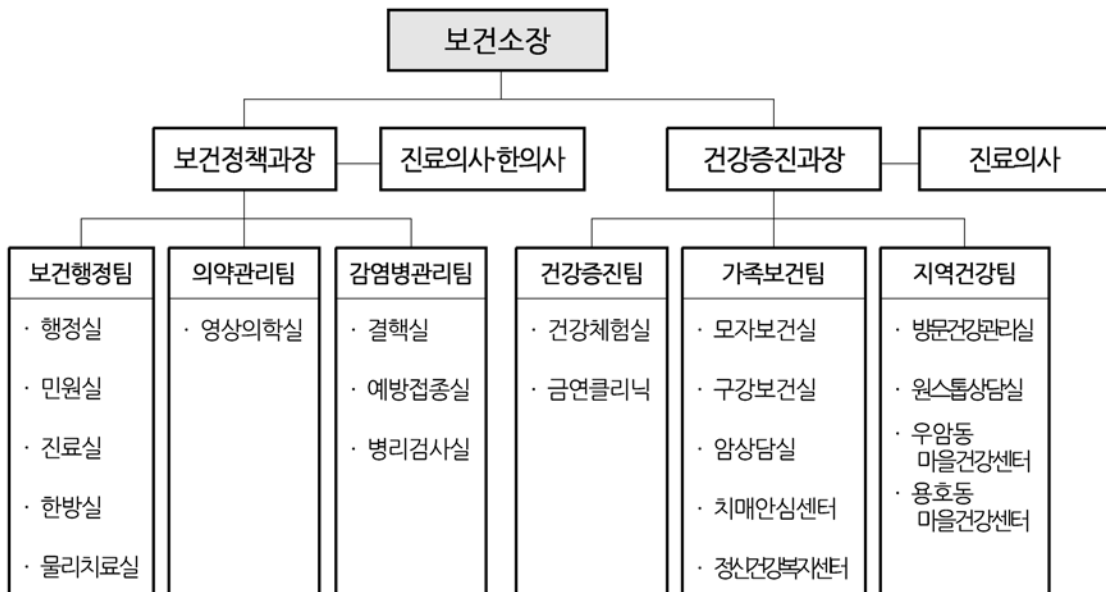 보건소장
보건정책과장
진료의사·한의사
건강증진과장
진료의사
보건행정팀
· 행정실
· 민원실
· 진료실
· 한방실
· 물리치료실
의약관리팀
· 영상의학실
감염병관리팀
· 결핵실
· 예방접종실
· 병리검사실
건강증진팀
· 건강체험실
· 금연클리닉
가족보건팀
· 모자보건실
· 구강보건실
· 암상담실
· 치매안심센터
· 정신건강복지센터
지역건강팀
· 방문건강관리실
· 원스톱상담실
· 우암동
마을건강센터
· 용호동
마을건강센터